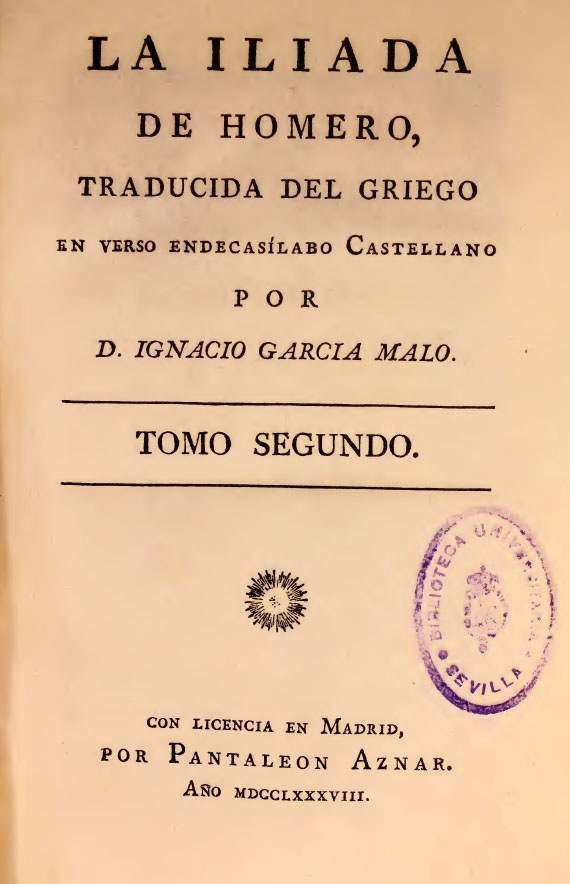 LA ILIADA
DE HOMERO,
TRADUCIDA DEL GRIEGO
EN VERSO ENDECASÍLABO CASTELLANO
POR
D. IGNACIO GARCIA MALO.
TOMO SEGUNDO.
BIBLIOTECA UNIVERSITARIA
SEVILLA
CON LICENCIA EN MADRID,
POR PANTALEON AZNAR.
AÑO MDCCLXXXVIII.